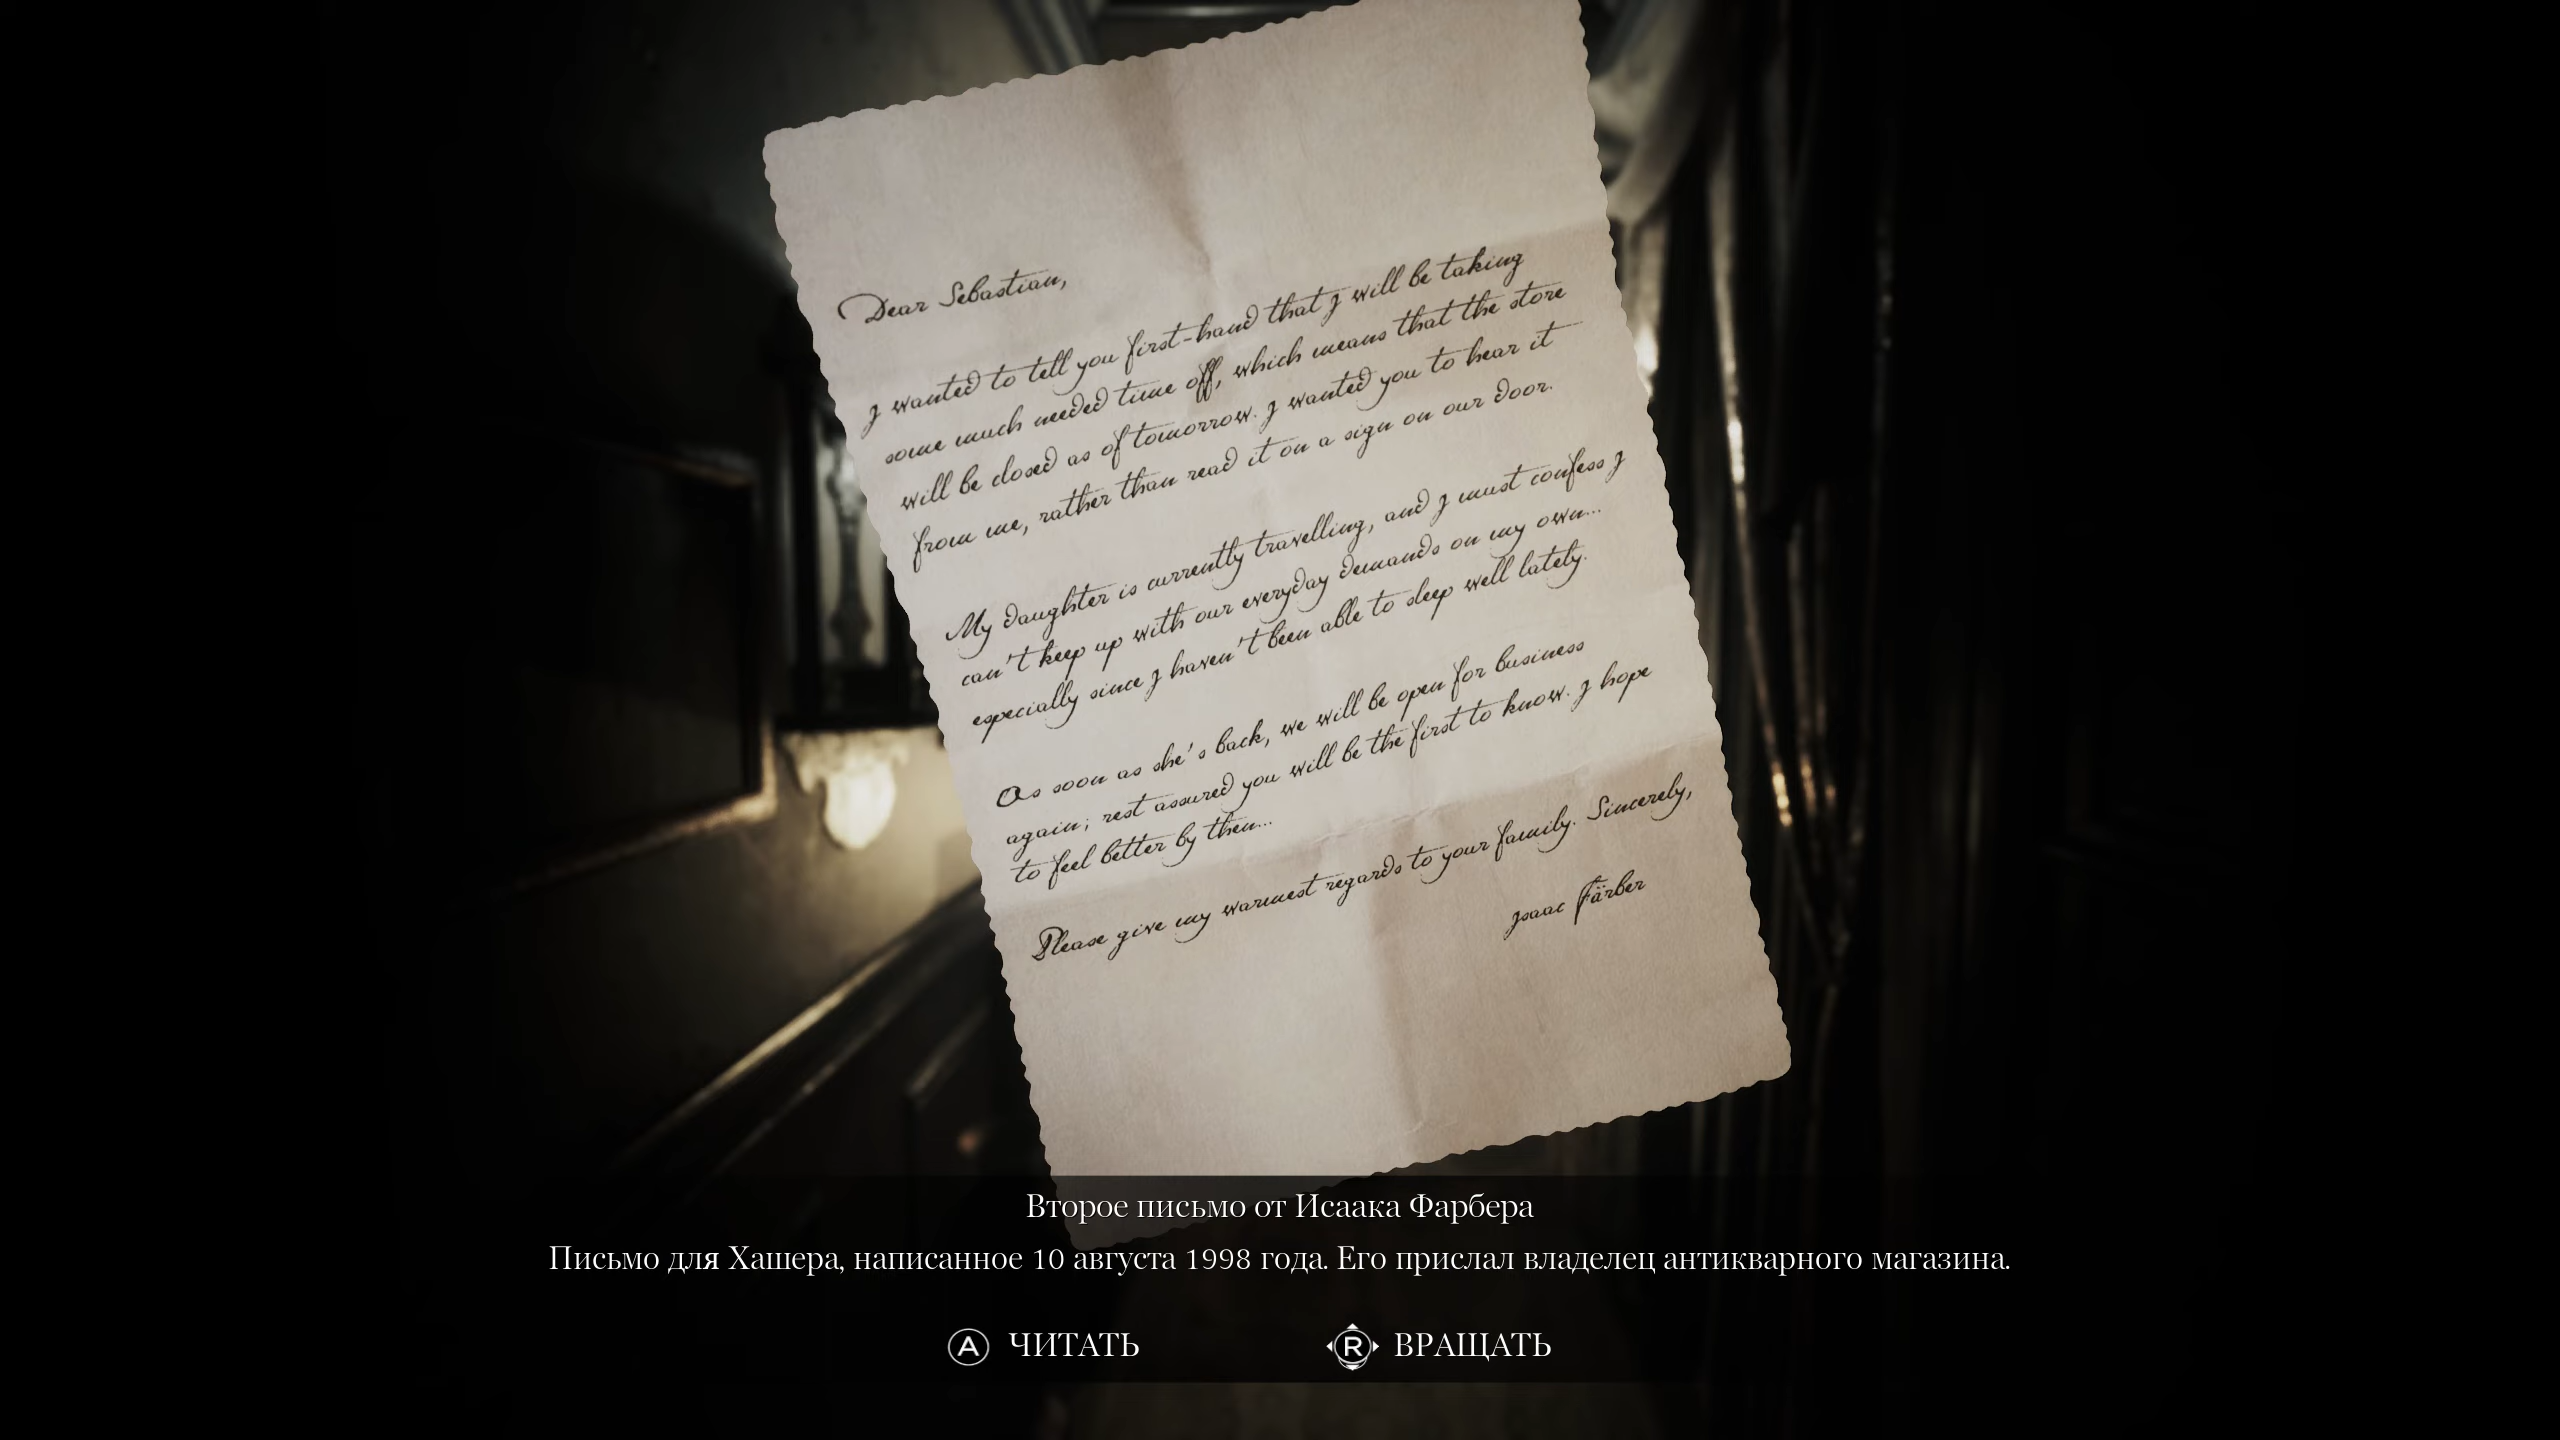 Dear Sebastian,
I wanted to tell you first-hand that I will be taking
some much needed time off, which means that the store
will be closed as of tomorrow. I wanted you to hear it
from me, rather than read it on a sign on our door.
My daughter is currently travelling, and I must confess I
can't keep up with our everyday demands on my own...
especially since I haven't been able to sleep well lately.
As soon as she's back, we will be open for business
again; rest assured you will be the first to know. I hope
to feel better by then...
Please give my warmest regards to your family. Sincerely,
Isaac Färber
Второе письмо от Исаака Фарбера
Письмо для Хашера, написанное 10 августа 1998 года. Его прислал владелец антикварного магазина.
A ЧИТАТЬ
R ВРАЩАТЬ